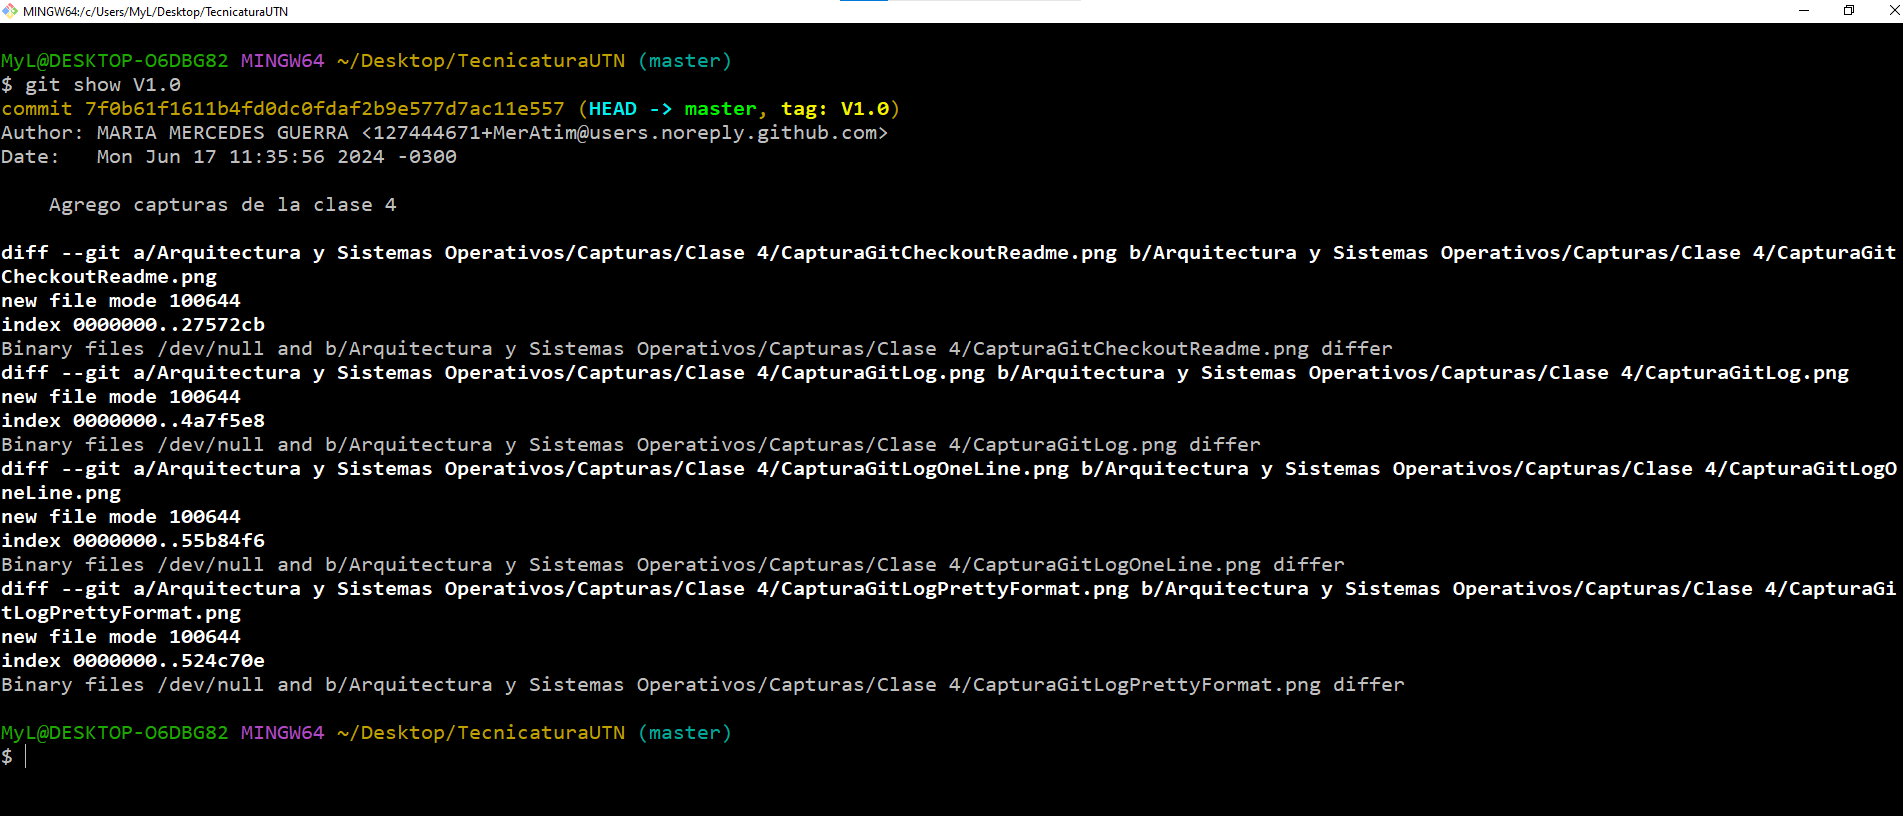 MINGW64:/c/Users/MyL/Desktop/TecnicaturaUTN
MyL@DESKTOP-O6DBG82 MINGW64 ~/Desktop/TecnicaturaUTN (master)
$ git show V1.0
commit 7f0b61f1611b4fd0dc0fdaf2b9e577d7ac11e557 (HEAD -> master, tag: V1.0)
Author: MARIA MERCEDES GUERRA <127444671+MerAtim@users.noreply.github.com>
Date:   Mon Jun 17 11:35:56 2024 -0300
    Agrego capturas de la clase 4
diff --git a/Arquitectura y Sistemas Operativos/Capturas/Clase 4/CapturaGitCheckoutReadme.png b/Arquitectura y Sistemas Operativos/Capturas/Clase 4/CapturaGit
CheckoutReadme.png
new file mode 100644
index 0000000..27572cb
Binary files /dev/null and b/Arquitectura y Sistemas Operativos/Capturas/Clase 4/CapturaGitCheckoutReadme.png differ
diff --git a/Arquitectura y Sistemas Operativos/Capturas/Clase 4/CapturaGitLog.png b/Arquitectura y Sistemas Operativos/Capturas/Clase 4/CapturaGitLog.png
new file mode 100644
index 0000000..4a7f5e8
Binary files /dev/null and b/Arquitectura y Sistemas Operativos/Capturas/Clase 4/CapturaGitLog.png differ
diff --git a/Arquitectura y Sistemas Operativos/Capturas/Clase 4/CapturaGitLogOneLine.png b/Arquitectura y Sistemas Operativos/Capturas/Clase 4/CapturaGitLogO
neLine.png
new file mode 100644
index 0000000..55b84f6
Binary files /dev/null and b/Arquitectura y Sistemas Operativos/Capturas/Clase 4/CapturaGitLogOneLine.png differ
diff --git a/Arquitectura y Sistemas Operativos/Capturas/Clase 4/CapturaGitLogPrettyFormat.png b/Arquitectura y Sistemas Operativos/Capturas/Clase 4/CapturaGi
tLogPrettyFormat.png
new file mode 100644
index 0000000..524c70e
Binary files /dev/null and b/Arquitectura y Sistemas Operativos/Capturas/Clase 4/CapturaGitLogPrettyFormat.png differ
MyL@DESKTOP-O6DBG82 MINGW64 ~/Desktop/TecnicaturaUTN (master)
$